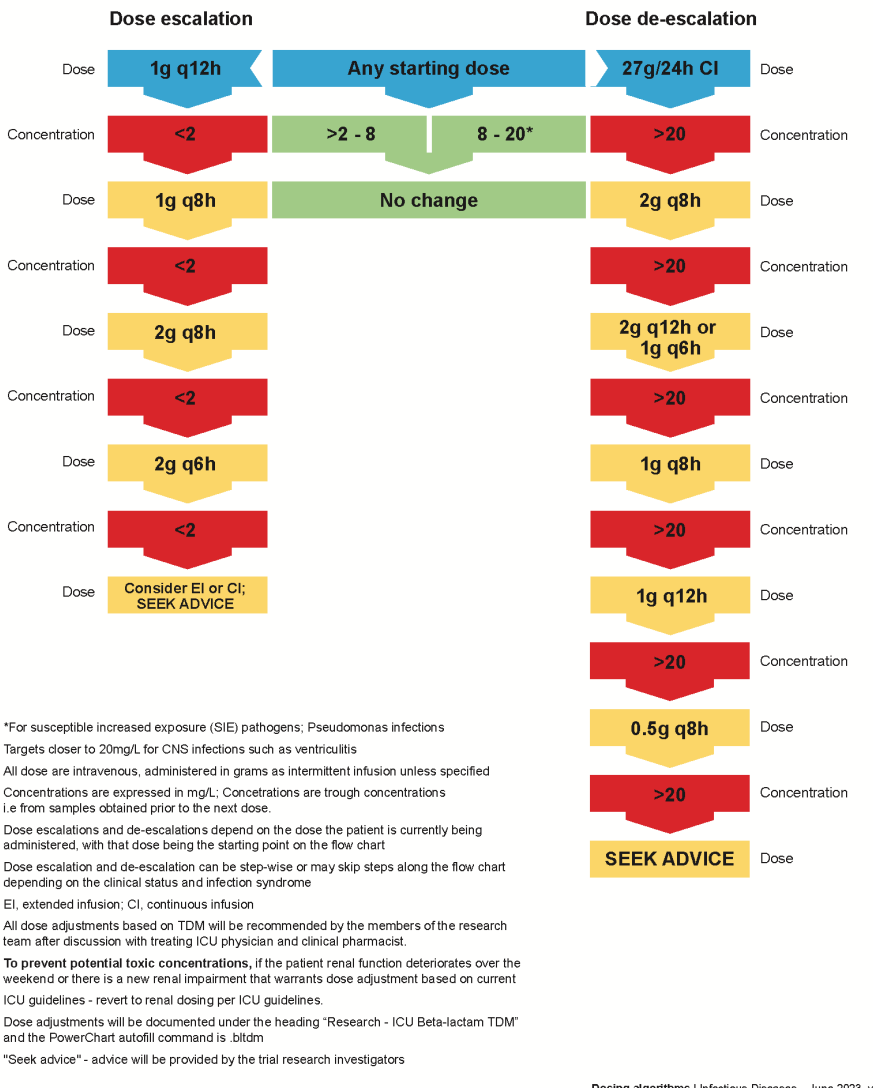 Dose escalation
Dose de-escalation
Dose
1g q12h
Any starting dose
27g/24h CI
Dose
Concentration
<2
>2 - 8
8 - 20*
>20
Concentration
Dose
1g q8h
No change
2g q8h
Dose
Concentration
<2
>20
Concentration
Dose
2g q8h
2g q12h or
1g q6h
Dose
Concentration
<2
>20
Concentration
Dose
2g q6h
1g q8h
Dose
Concentration
<2
>20
Concentration
Dose
Consider EI or CI;
SEEK ADVICE
1g q12h
Dose
>20
Concentration
0.5g q8h
Dose
>20
Concentration
SEEK ADVICE
Dose
*For susceptible increased exposure (SIE) pathogens; Pseudomonas infections
Targets closer to 20mg/L for CNS infections such as ventriculitis
All dose are intravenous, administered in grams as intermittent infusion unless specified
Concentrations are expressed in mg/L; Concetrations are trough concentrations
i.e from samples obtained prior to the next dose.
Dose escalations and de-escalations depend on the dose the patient is currently being
administered, with that dose being the starting point on the flow chart
Dose escalation and de-escalation can be step-wise or may skip steps along the flow chart
depending on the clinical status and infection syndrome
EI, extended infusion; CI, continuous infusion
All dose adjustments based on TDM will be recommended by the members of the research
team after discussion with treating ICU physician and clinical pharmacist.
To prevent potential toxic concentrations, if the patient renal function deteriorates over the
weekend or there is a new renal impairment that warrants dose adjustment based on current
ICU guidelines - revert to renal dosing per ICU guidelines.
Dose adjustments will be documented under the heading “Research - ICU Beta-lactam TDM”
and the PowerChart autofill command is .bltdm
"Seek advice" - advice will be provided by the trial research investigators
Dosing algorithms | Infectious Diseases - June 2023